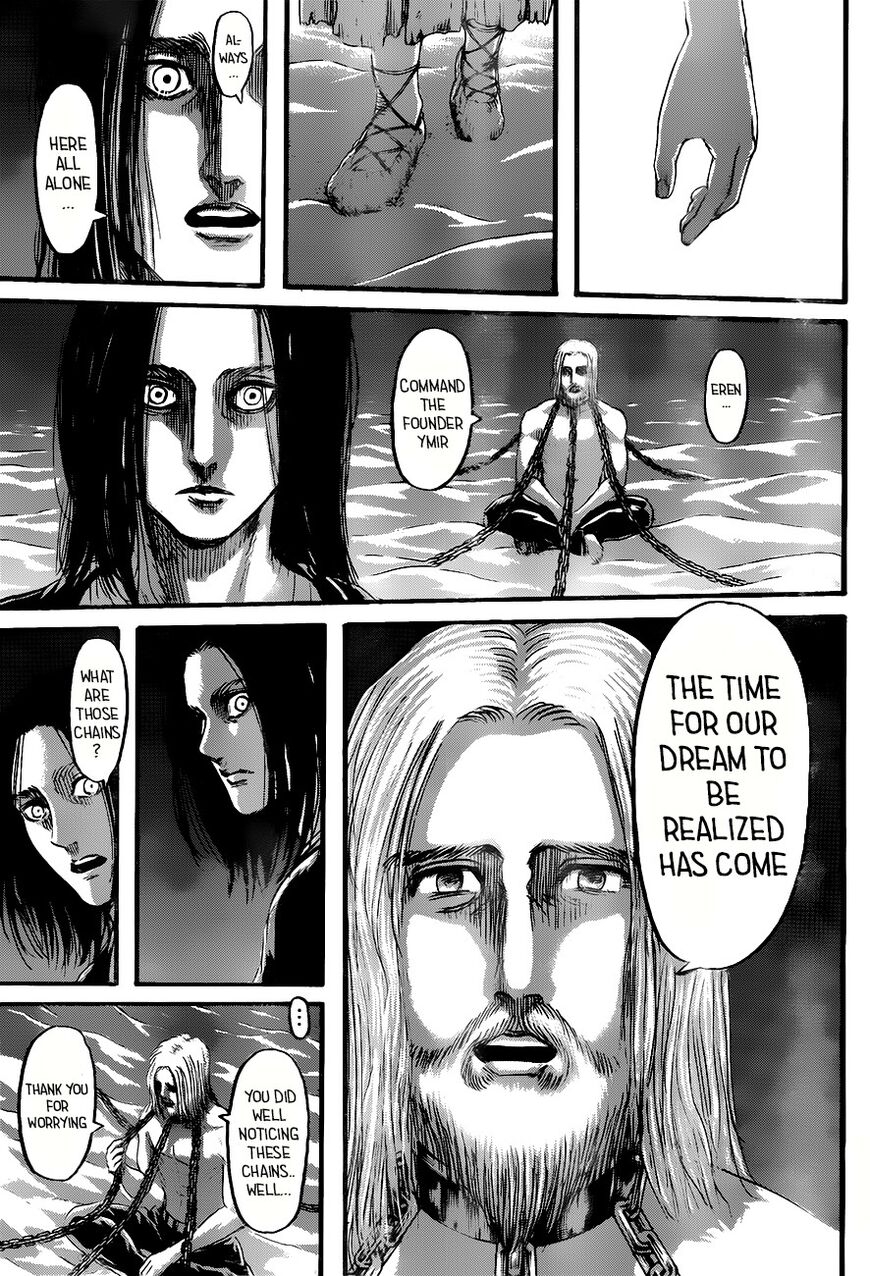 AL-
WAYS
...
HERE
ALL
ALONE
...
EREN
...
COMMAND
THE
FOUNDER
YMIR
THE TIME
FOR OUR
DREAM TO
BE
REALIZED
HAS COME
WHAT
ARE
THOSE
CHAINS
?
...
YOU DID
WELL
NOTICING
THESE
CHAINS..
WELL...
THANK YOU
FOR
WORRYING